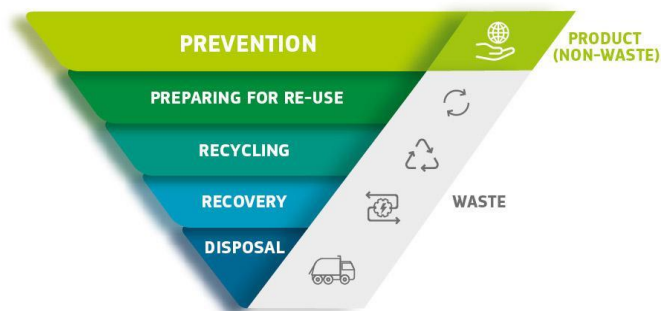 PREVENTION
PRODUCT
(NON-WASTE)
PREPARING FOR RE-USE
RECYCLING
RECOVERY
WASTE
DISPOSAL